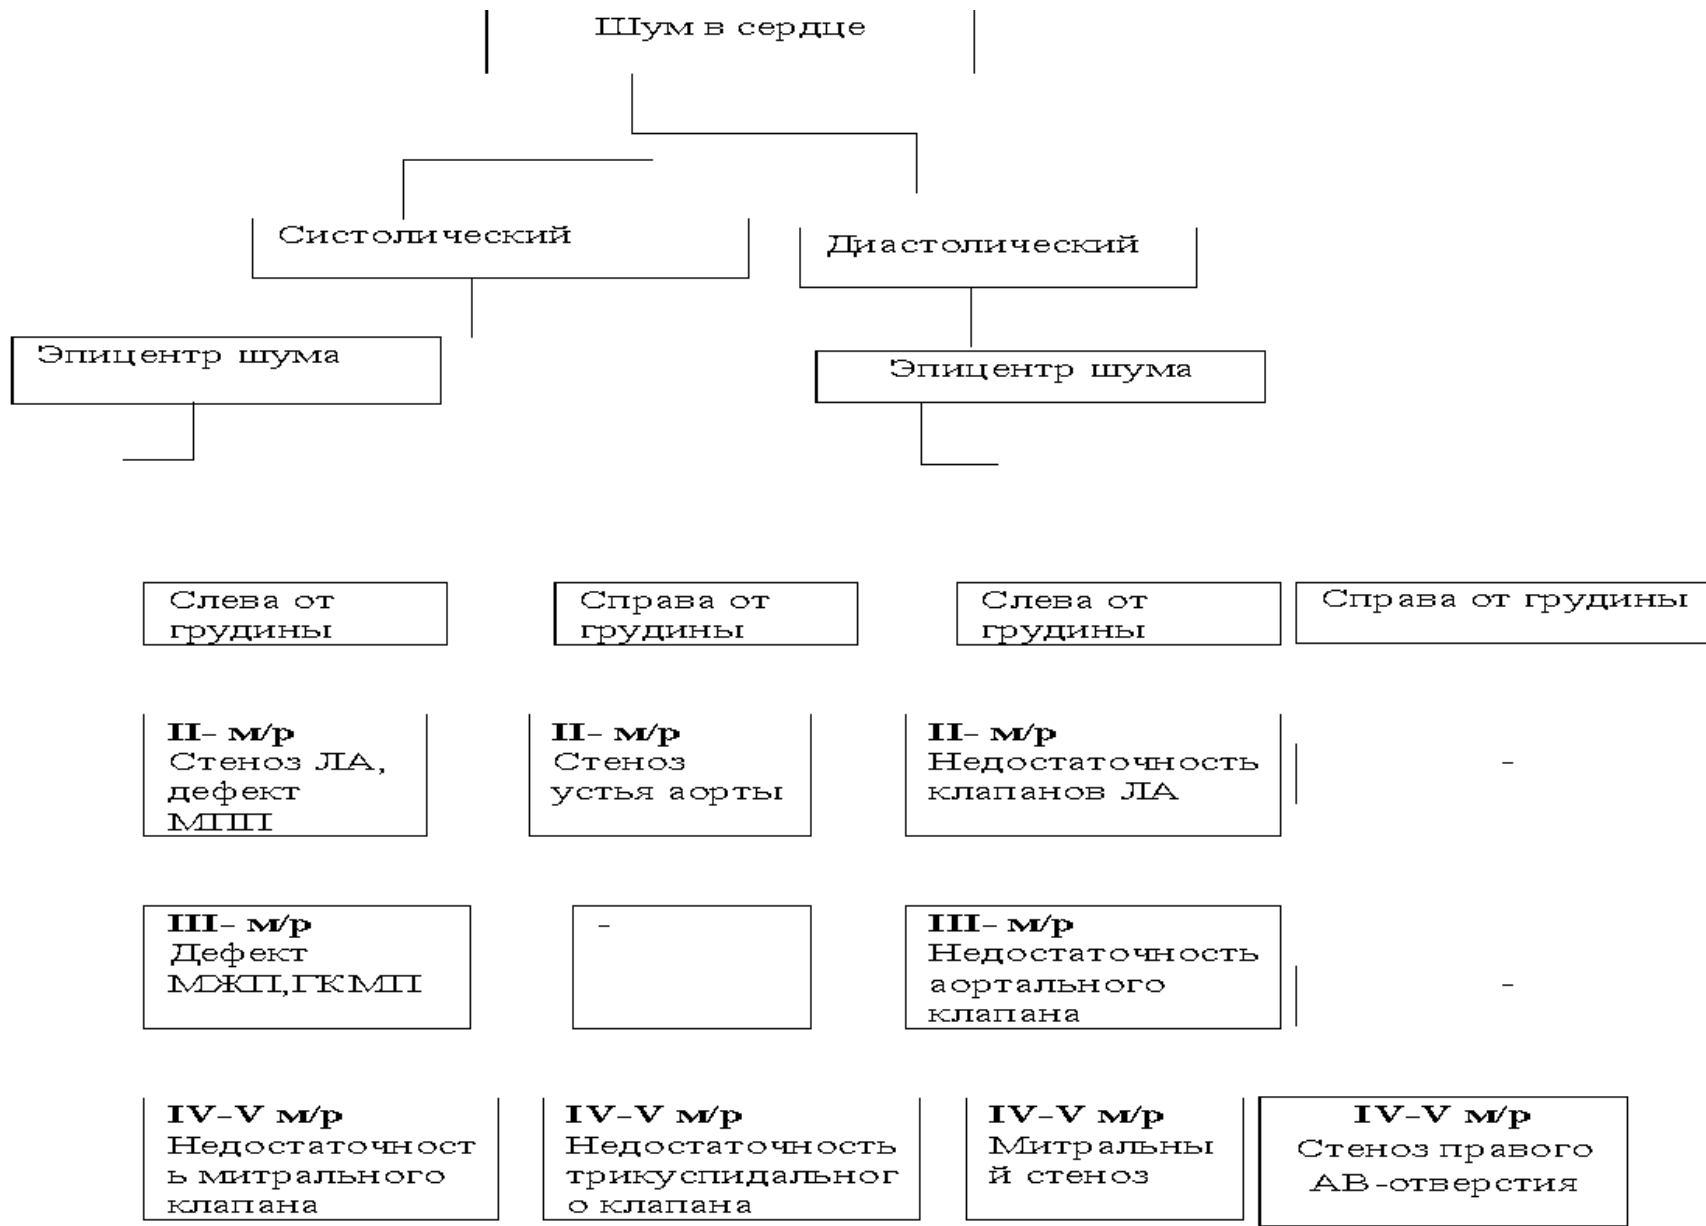 Шум в сердце
Систолический
Диастолический
Эпицентр шума
Эпицентр шума
Слева от
грудины
Справа от
грудины
Слева от
грудины
Справа от грудины
II- м/р
Стеноз ЛА,
дефект
МПП
II- м/р
Стеноз
устья аорты
II- м/р
Недостаточность
клапанов ЛА
-
III- м/р
Дефект
МЖП,ГКМП
-
III- м/р
Недостаточность
аортального
клапана
-
IV-V м/р
Недостаточност
ь митрального
клапана
IV-V м/р
Недостаточность
трикуспидальног
о клапана
IV-V м/р
Митральны
й стеноз
IV-V м/р
Стеноз правого
АВ-отверстия